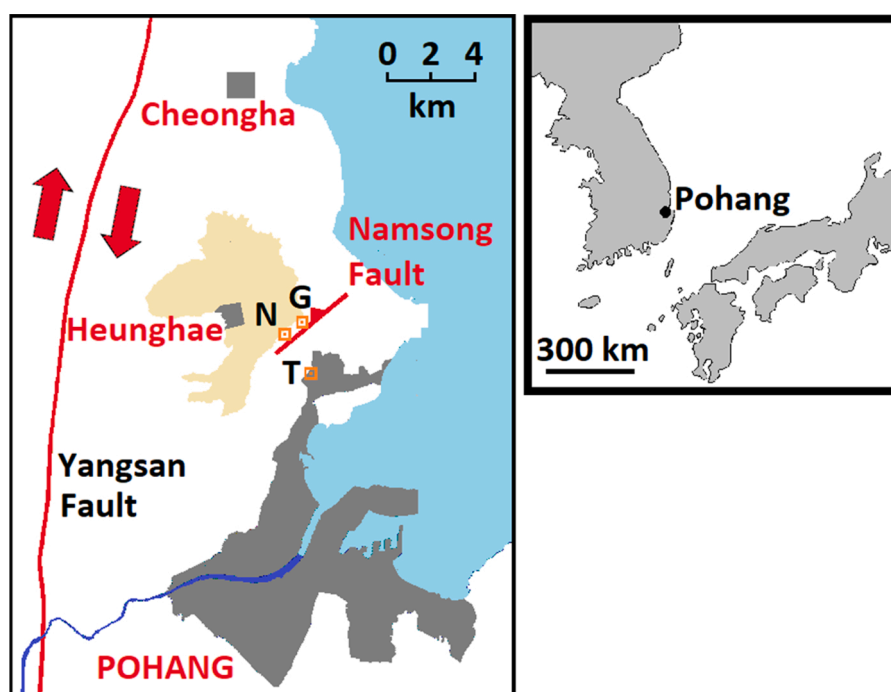 0 2 4
km
Cheongha
Namsong
Fault
G
N
Heunghae
T
Yangsan
Fault
POHANG
Pohang
300 km